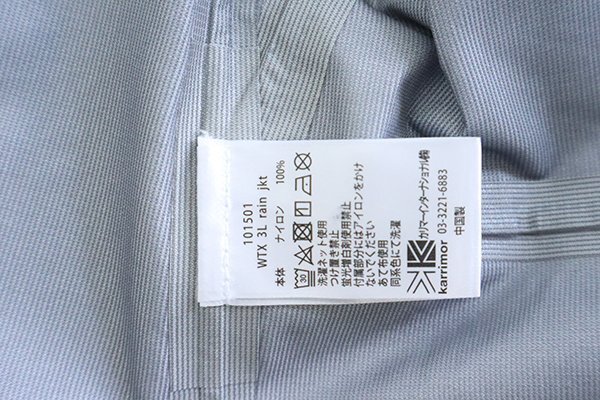 101501
WTX 3L rain jkt
本体 ナイロン 100%
30
洗濯ネット使用
つけ置き禁止
蛍光増白剤使用禁止
付属部分にはアイロンをかけ
ないでください
あて布使用
同系色にて洗濯
karrimor
カリマーインターナショナル㈱
03-3221-6883
中国製